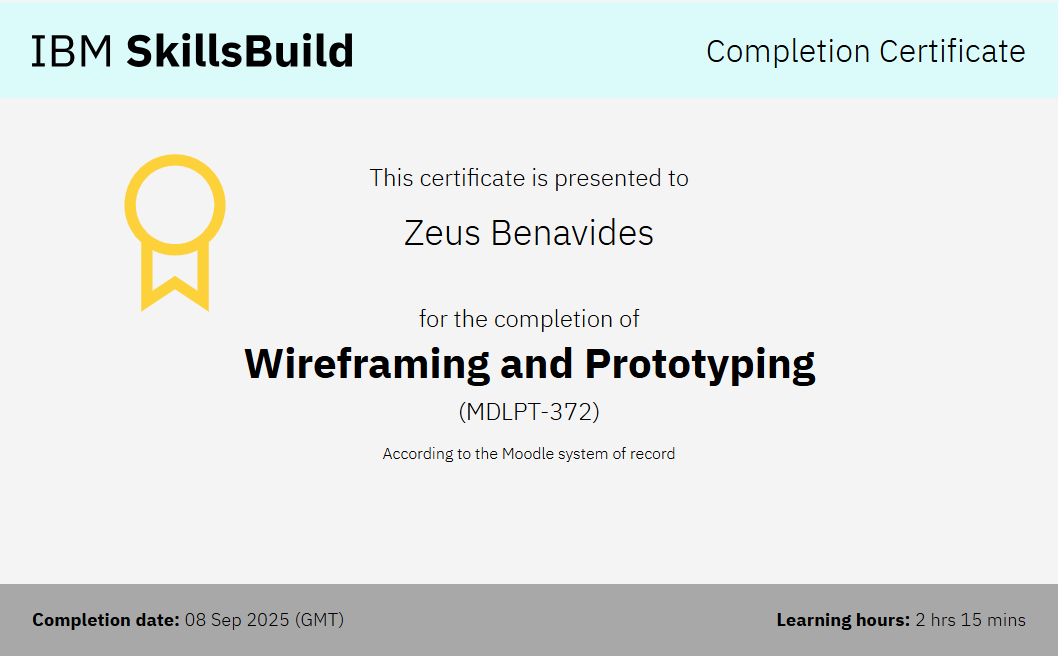 IBM SkillsBuild
Completion Certificate
This certificate is presented to
Zeus Benavides
for the completion of
Wireframing and Prototyping
(MDLPT-372)
According to the Moodle system of record
Completion date: 08 Sep 2025 (GMT)
Learning hours: 2 hrs 15 mins